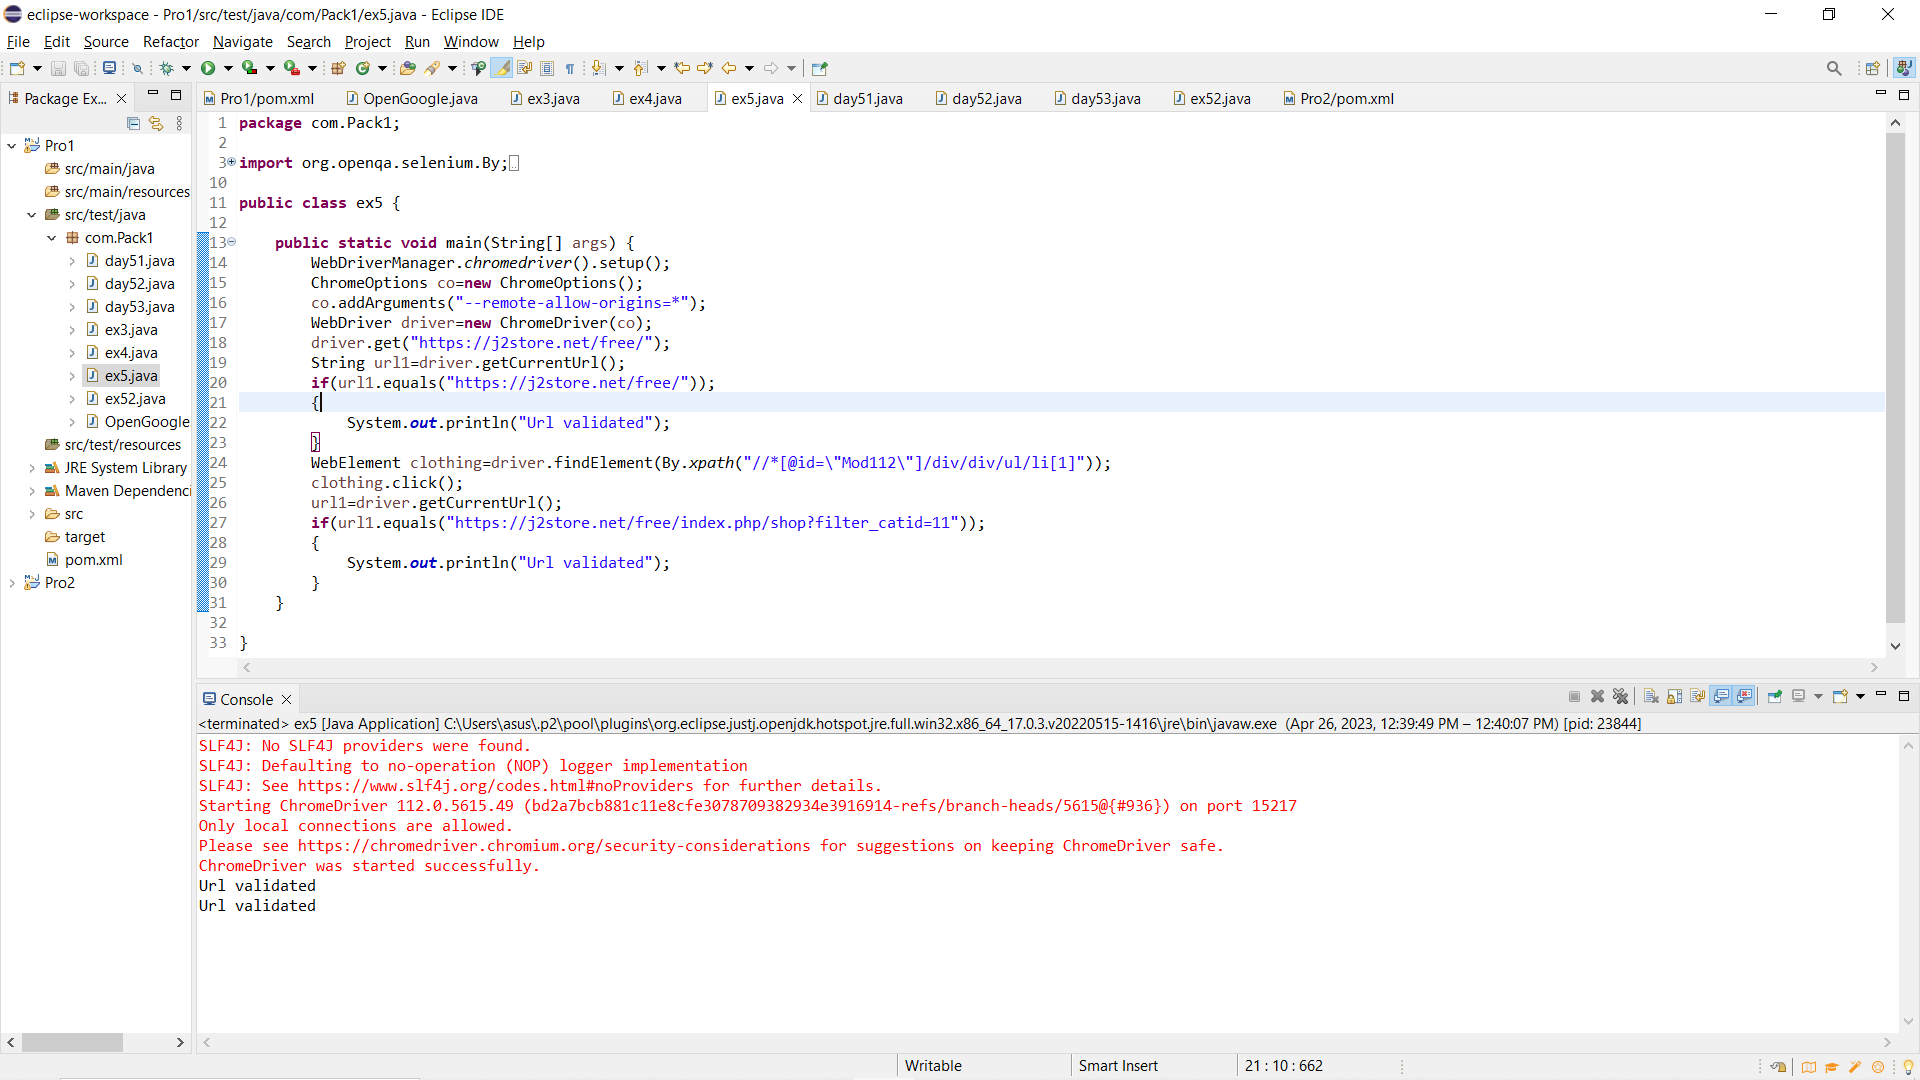 eclipse-workspace - Pro1/src/test/java/com/Pack1/ex5.java - Eclipse IDE
File Edit Source Refactor Navigate Search Project Run Window Help
Package Ex...
Pro1/pom.xml OpenGoogle.java ex3.java ex4.java ex5.java day51.java day52.java day53.java ex52.java Pro2/pom.xml
Pro1
src/main/java
src/main/resources
src/test/java
com.Pack1
day51.java
day52.java
day53.java
ex3.java
ex4.java
ex5.java
ex52.java
OpenGoogle
src/test/resources
JRE System Library
Maven Dependenci
src
target
pom.xml
Pro2
1 package com.Pack1;
2
3 import org.openqa.selenium.By;
10
11 public class ex5 {
12
13 public static void main(String[] args) {
14 WebDriverManager.chromedriver().setup();
15 ChromeOptions co=new ChromeOptions();
16 co.addArguments("--remote-allow-origins=*");
17 WebDriver driver=new ChromeDriver(co);
18 driver.get("https://j2store.net/free/");
19 String url1=driver.getCurrentUrl();
20 if(url1.equals("https://j2store.net/free/"));
21 {
22 System.out.println("Url validated");
23 }
24 WebElement clothing=driver.findElement(By.xpath("//*[@id=\"Mod112\"]/div/div/ul/li[1]"));
25 clothing.click();
26 url1=driver.getCurrentUrl();
27 if(url1.equals("https://j2store.net/free/index.php/shop?filter_catid=11"));
28 {
29 System.out.println("Url validated");
30 }
31 }
32
33 }
Console
<terminated> ex5 [Java Application] C:\Users\asus\.p2\pool\plugins\org.eclipse.justj.openjdk.hotspot.jre.full.win32.x86_64_17.0.3.v20220515-1416\jre\bin\javaw.exe (Apr 26, 2023, 12:39:49 PM – 12:40:07 PM) [pid: 23844]
SLF4J: No SLF4J providers were found.
SLF4J: Defaulting to no-operation (NOP) logger implementation
SLF4J: See https://www.slf4j.org/codes.html#noProviders for further details.
Starting ChromeDriver 112.0.5615.49 (bd2a7bcb881c11e8cfe3078709382934e3916914-refs/branch-heads/5615@{#936}) on port 15217
Only local connections are allowed.
Please see https://chromedriver.chromium.org/security-considerations for suggestions on keeping ChromeDriver safe.
ChromeDriver was started successfully.
Url validated
Url validated
Writable Smart Insert 21 : 10 : 662